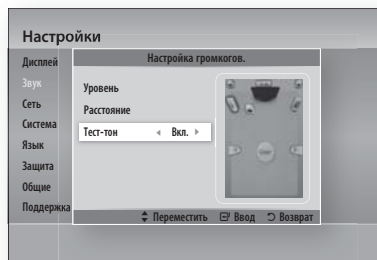 Настройки
Дисплей
Звук
Сеть
Система
Язык
Защита
Общие
Поддержка
Настройка громкогов.
Уровень
Расстояние
Тест-тон ◄ Вкл. ►
Переместить Ввод Возврат